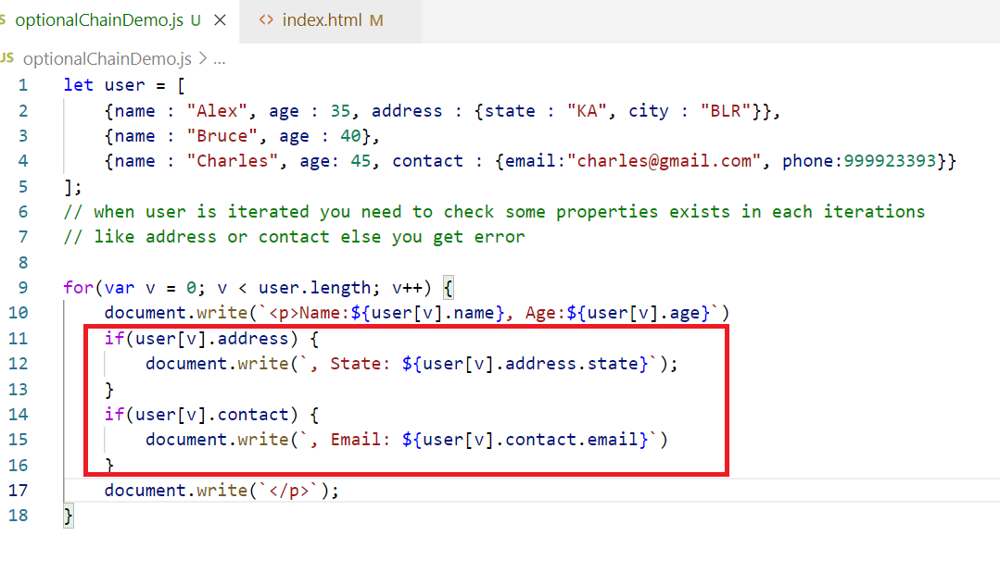 S optionalChainDemo.js U × <> index.html M
JS optionalChainDemo.js > ...
1 let user = [
2 {name : "Alex", age : 35, address : {state : "KA", city : "BLR"}},
3 {name : "Bruce", age : 40},
4 {name : "Charles", age: 45, contact : {email:"charles@gmail.com", phone:999923393}}
5 ];
6 // when user is iterated you need to check some properties exists in each iterations
7 // like address or contact else you get error
8
9 for(var v = 0; v < user.length; v++) {
10 document.write(`<p>Name:${user[v].name}, Age:${user[v].age}`)
11 if(user[v].address) {
12 document.write(`, State: ${user[v].address.state}`);
13 }
14 if(user[v].contact) {
15 document.write(`, Email: ${user[v].contact.email}`)
16 }
17 document.write(`</p>`);
18 }